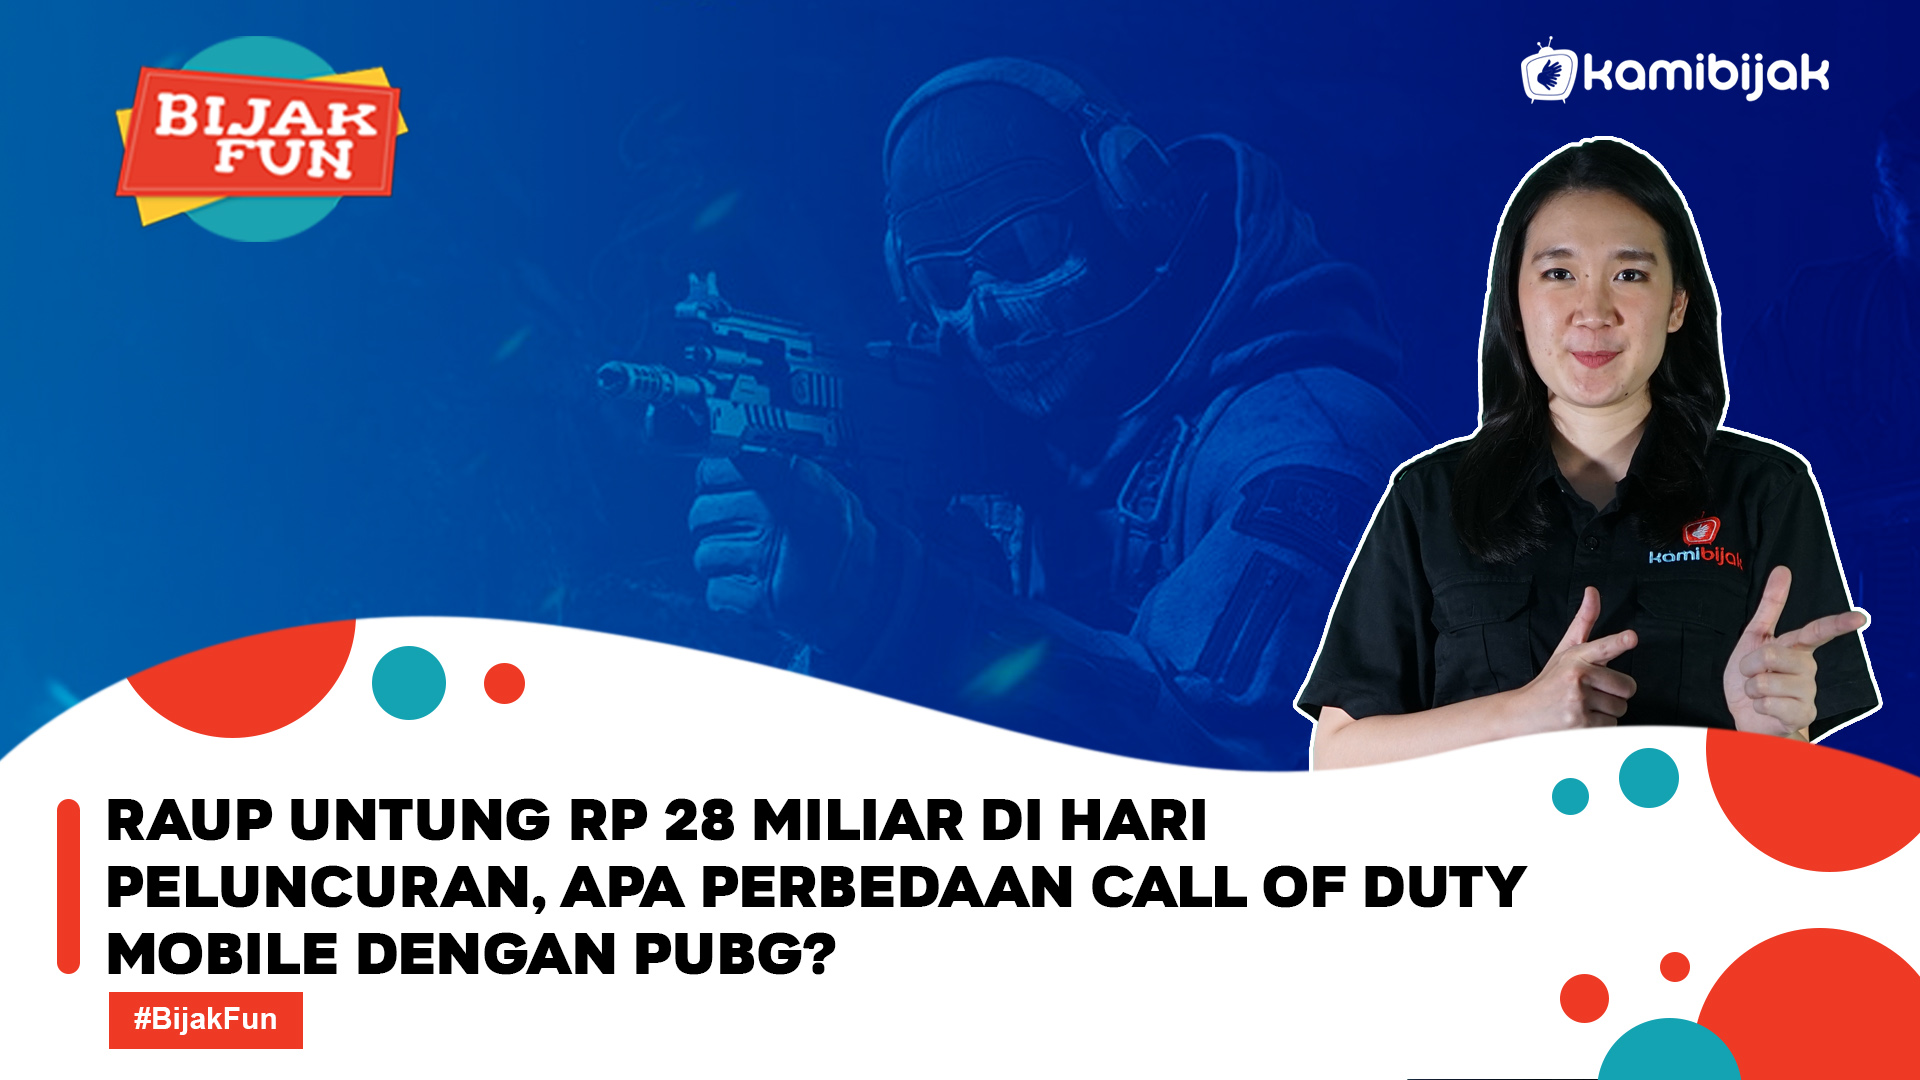 BIJAK
FUN
kamibijak
kamibijak
RAUP UNTUNG RP 28 MILIAR DI HARI
PELUNCURAN, APA PERBEDAAN CALL OF DUTY
MOBILE DENGAN PUBG?
#BijakFun